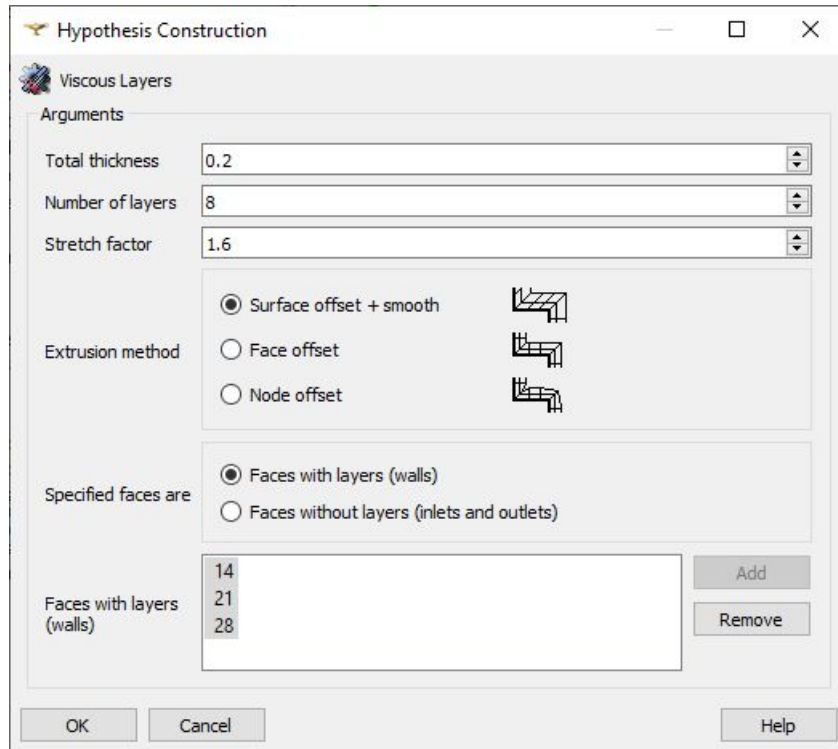 Hypothesis Construction
Viscous Layers
Arguments
Total thickness 0.2
Number of layers 8
Stretch factor 1.6
Surface offset + smooth
Extrusion method
Face offset
Node offset
Faces with layers (walls)
Specified faces are
Faces without layers (inlets and outlets)
Faces with layers
(walls)
14
21
28
Add
Remove
OK Cancel Help